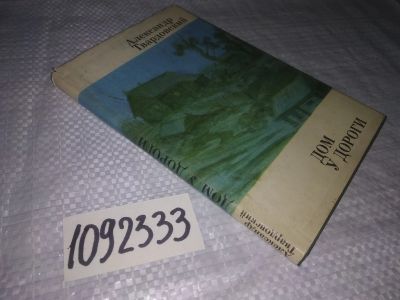 Александр
Твардовский
ДОМ
У ДОРОГИ
Александр
Твардовский
ДОМ У ДОРОГИ
1092333